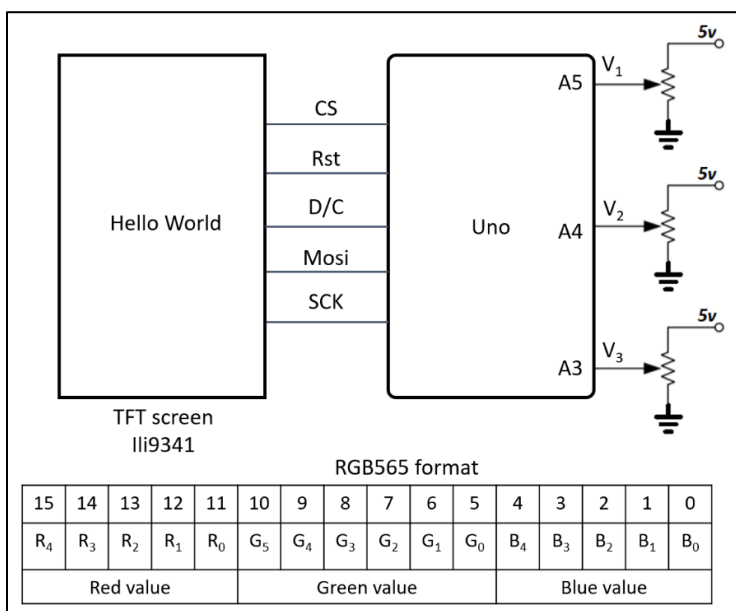 5v
V₁
A5
CS
Rst
5v
D/C
V₂
Hello World
Uno
A4
Mosi
SCK
5v
V₃
A3
TFT screen
Ili9341
RGB565 format
15 14 13 12 11 10 9 8 7 6 5 4 3 2 1 0
R₄ R₃ R₂ R₁ R₀ G₅ G₄ G₃ G₂ G₁ G₀ B₄ B₃ B₂ B₁ B₀
Red value Green value Blue value